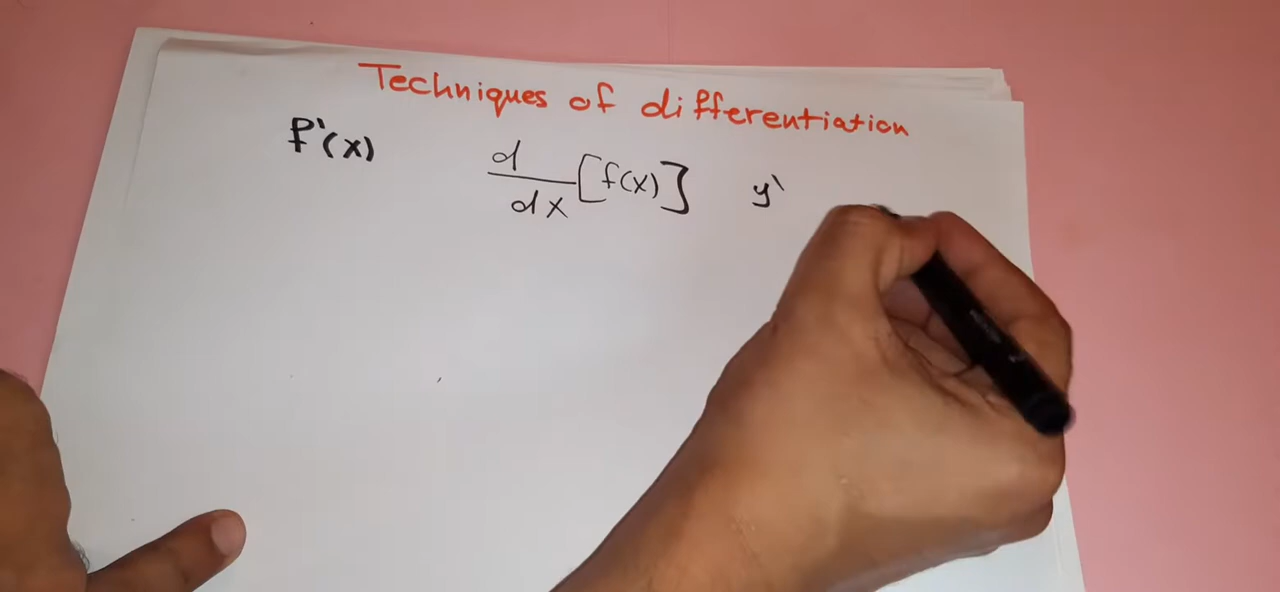 Techniques of differentiation
f'(x) d/dx [f(x)] y'